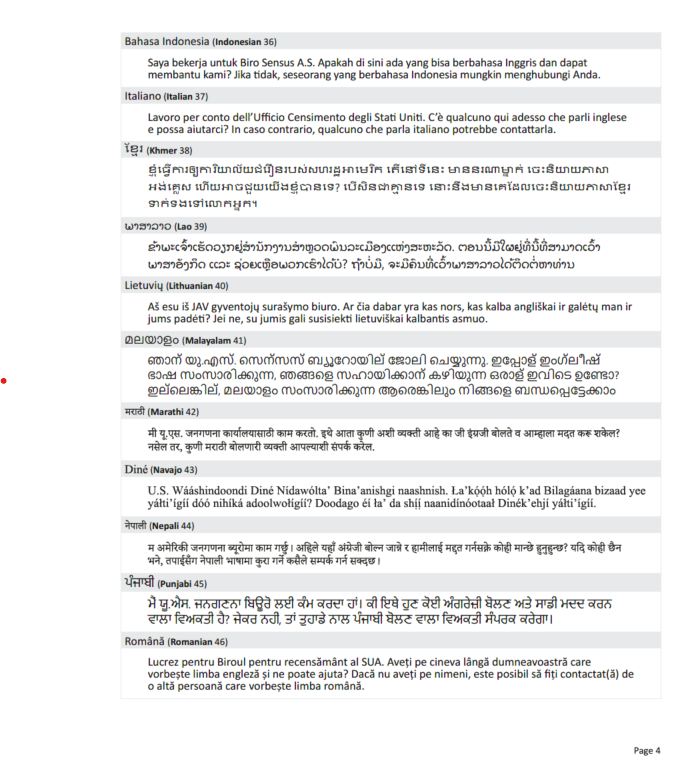 Bahasa Indonesia (Indonesian 36)
Saya bekerja untuk Biro Sensus A.S. Apakah di sini ada yang bisa berbahasa Inggris dan dapat
membantu kami? Jika tidak, seseorang yang berbahasa Indonesia mungkin menghubungi Anda.
Italiano (Italian 37)
Lavoro per conto dell'Ufficio Censimento degli Stati Uniti. C'è qualcuno qui adesso che parli inglese
e possa aiutarci? In caso contrario, qualcuno che parla italiano potrebbe contattarla.
ខ្មែរ (Khmer 38)
ខ្ញុំធ្វើការឲ្យការិយាល័យជំរឿនរបស់សហរដ្ឋអាមេរិក តើនៅទីនេះ មាននរណាម្នាក់ ចេះនិយាយភាសា
អង់គ្លេស ហើយអាចជួយយើងខ្ញុំបានទេ? បើសិនជាគ្មានទេ នោះនឹងមានគេដែលចេះនិយាយភាសាខ្មែរ
ទាក់ទងទៅលោកអ្នក។
ພາສາລາວ (Lao 39)
ຂ້າພະເຈົ້າເຮັດວຽກຢູ່ສຳນັກງານສຳຫຼວດພົນລະເມືອງແຫ່ງສະຫະລັດ. ຕອນນີ້ມີໃຜຢູ່ທີ່ນີ້ທີ່ສາມາດເວົ້າ
ພາສາອັງກິດ ແລະ ຊ່ວຍເຫຼືອພວກເຮົາໄດ້ບໍ? ຖ້າບໍ່ມີ, ຈະມີຄົນທີ່ເວົ້າພາສາລາວໄດ້ຕິດຕໍ່ຫາທ່ານ
Lietuvių (Lithuanian 40)
Aš esu iš JAV gyventojų surašymo biuro. Ar čia dabar yra kas nors, kas kalba angliškai ir galėtų man ir
jums padėti? Jei ne, su jumis gali susisiekti lietuviškai kalbantis asmuo.
മലയാളം (Malayalam 41)
ഞാന് യു.എസ്. സെന്സസ് ബ്യൂറോയില് ജോലി ചെയ്യുന്നു. ഇപ്പോള് ഇംഗ്ലീഷ്
ഭാഷ സംസാരിക്കുന്ന, ഞങ്ങളെ സഹായിക്കാന് കഴിയുന്ന ഒരാള് ഇവിടെ ഉണ്ടോ?
ഇല്ലെങ്കില്, മലയാളം സംസാരിക്കുന്ന ആരെങ്കിലും നിങ്ങളെ ബന്ധപ്പെട്ടേക്കാം
मराठी (Marathi 42)
मी यू.एस. जनगणना कार्यालयासाठी काम करतो. इथे आता कुणी अशी व्यक्ती आहे का जी इंग्रजी बोलते व आम्हाला मदत करू शकेल?
नसेल तर, कुणी मराठी बोलणारी व्यक्ती आपल्याशी संपर्क करेल.
Diné (Navajo 43)
U.S. Wááshindoondi Diné Nídawólta' Bina'anishgi naashnish. Ła'kǫ́ǫ́h hólǫ́ k'ad Bilagáana bizaad yee
yáłti'ígíí dóó nihíká adoolwołígíí? Doodago éí ła' da shį́į́ naanidínóotaał Dinék'ehjí yáłti'ígíí.
नेपाली (Nepali 44)
म अमेरिकी जनगणना ब्यूरोमा काम गर्छु। अहिले यहाँ अंग्रेजी बोल्न जान्ने र हामीलाई मद्दत गर्नसक्ने कोही मान्छे हुनुहुन्छ? यदि कोही छैन
भने, तपाईसँग नेपाली भाषामा कुरा गर्ने कसैले सम्पर्क गर्न सक्दछ।
ਪੰਜਾਬੀ (Punjabi 45)
ਮੈਂ ਯੂ.ਐਸ. ਜਨਗਣਨਾ ਬਿਊਰੋ ਲਈ ਕੰਮ ਕਰਦਾ ਹਾਂ। ਕੀ ਇਥੇ ਹੁਣ ਕੋਈ ਅੰਗਰੇਜ਼ੀ ਬੋਲਣ ਅਤੇ ਸਾਡੀ ਮਦਦ ਕਰਨ
ਵਾਲਾ ਵਿਅਕਤੀ ਹੈ? ਜੇਕਰ ਨਹੀ, ਤਾਂ ਤੁਹਾਡੇ ਨਾਲ ਪੰਜਾਬੀ ਬੋਲਣ ਵਾਲਾ ਵਿਅਕਤੀ ਸੰਪਰਕ ਕਰੇਗਾ।
Română (Romanian 46)
Lucrez pentru Biroul pentru recensământ al SUA. Aveți pe cineva lângă dumneavoastră care
vorbește limba engleză și ne poate ajuta? Dacă nu aveți pe nimeni, este posibil să fiți contactat(ă) de
o altă persoană care vorbește limba română.
Page 4